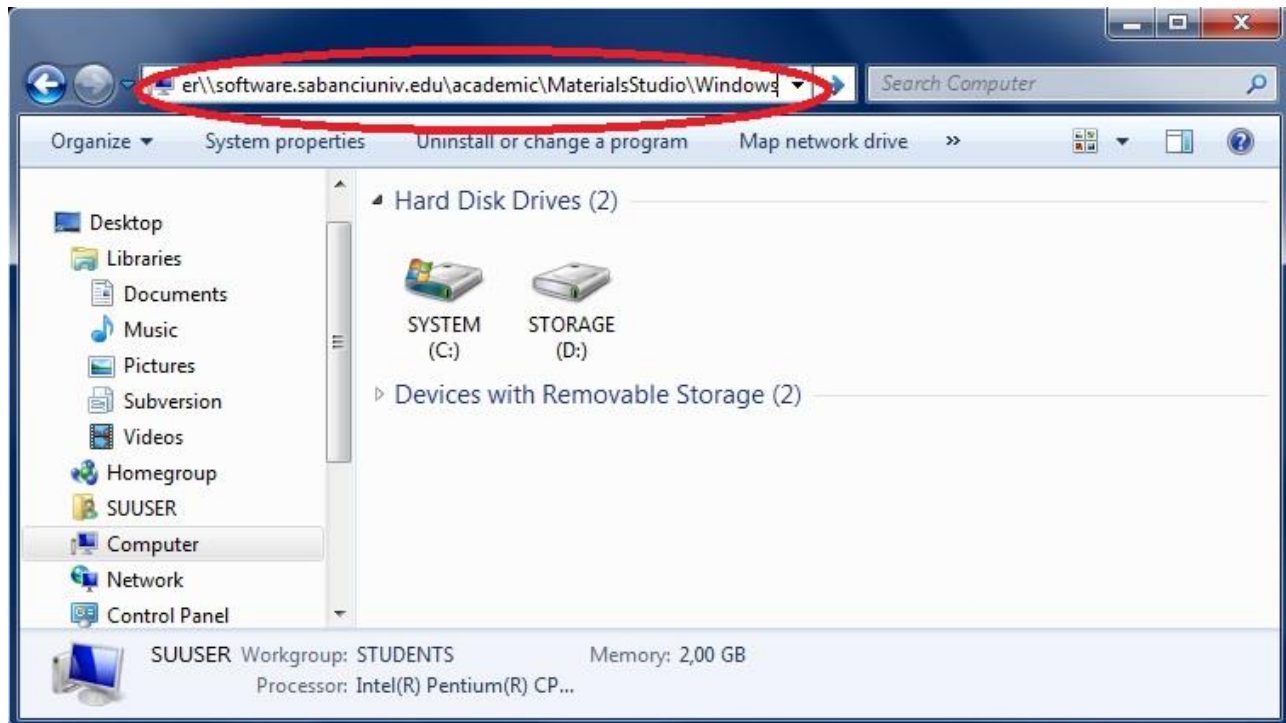 er\\software.sabanciuniv.edu\academic\MaterialsStudio\Windows
Search Computer
Organize
System properties
Uninstall or change a program
Map network drive
»
Desktop
Libraries
Documents
Music
Pictures
Subversion
Videos
Homegroup
SUUSER
Computer
Network
Control Panel
Hard Disk Drives (2)
SYSTEM
(C:)
STORAGE
(D:)
Devices with Removable Storage (2)
SUUSER Workgroup: STUDENTS Memory: 2,00 GB
Processor: Intel(R) Pentium(R) CP...